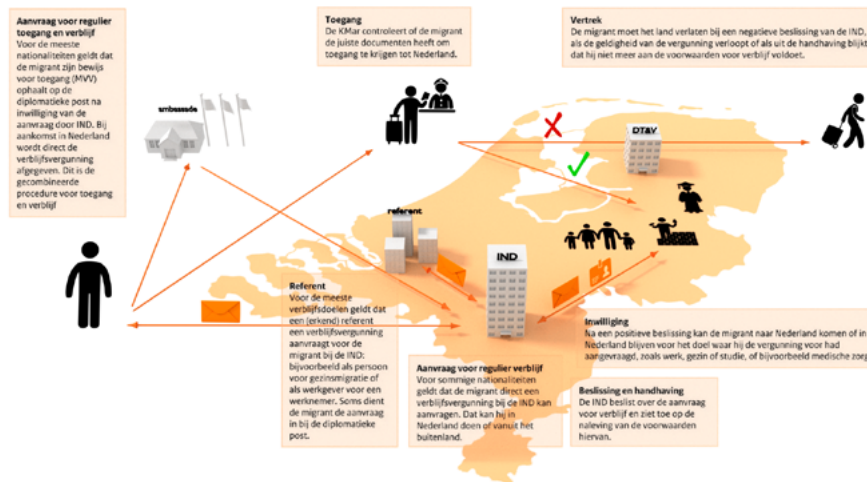 Aanvraag voor regulier
toegang en verblijf
Voor de meeste
nationaliteiten geldt dat
de migrant zijn bewijs
voor toegang (MVV)
ophaalt op de
diplomatieke post na
inwilliging van de
aanvraag door IND. Bij
aankomst in Nederland
wordt direct de
verblijfsvergunning
afgegeven. Dit is de
gecombineerde
procedure voor toegang
en verblijf
ambassade
Toegang
De KMar controleert of de migrant
de juiste documenten heeft om
toegang te krijgen tot Nederland.
Vertrek
De migrant moet het land verlaten bij een negatieve beslissing van de IND,
als de geldigheid van de vergunning verloopt of als uit de handhaving blijkt
dat hij niet meer aan de voorwaarden voor verblijf voldoet.
DT&V
referent
IND
Referent
Voor de meeste
verblijfsdoelen geldt dat
een (erkend) referent
een verblijfsvergunning
aanvraagt voor de
migrant bij de IND:
bijvoorbeeld als persoon
voor gezinsmigratie of
als werkgever voor een
werknemer. Soms dient
de migrant de aanvraag
in bij de diplomatieke
post.
Aanvraag voor regulier verblijf
Voor sommige nationaliteiten
geldt dat de migrant direct een
verblijfsvergunning bij de IND kan
aanvragen. Dat kan hij in
Nederland doen of vanuit het
buitenland.
Inwilliging
Na een positieve beslissing kan de migrant naar Nederland komen of in
Nederland blijven voor het doel waar hij de vergunning voor had
aangevraagd, zoals werk, gezin of studie, of bijvoorbeeld medische zorg
Beslissing en handhaving
De IND beslist over de aanvraag
voor verblijf en ziet toe op de
naleving van de voorwaarden
hiervan.